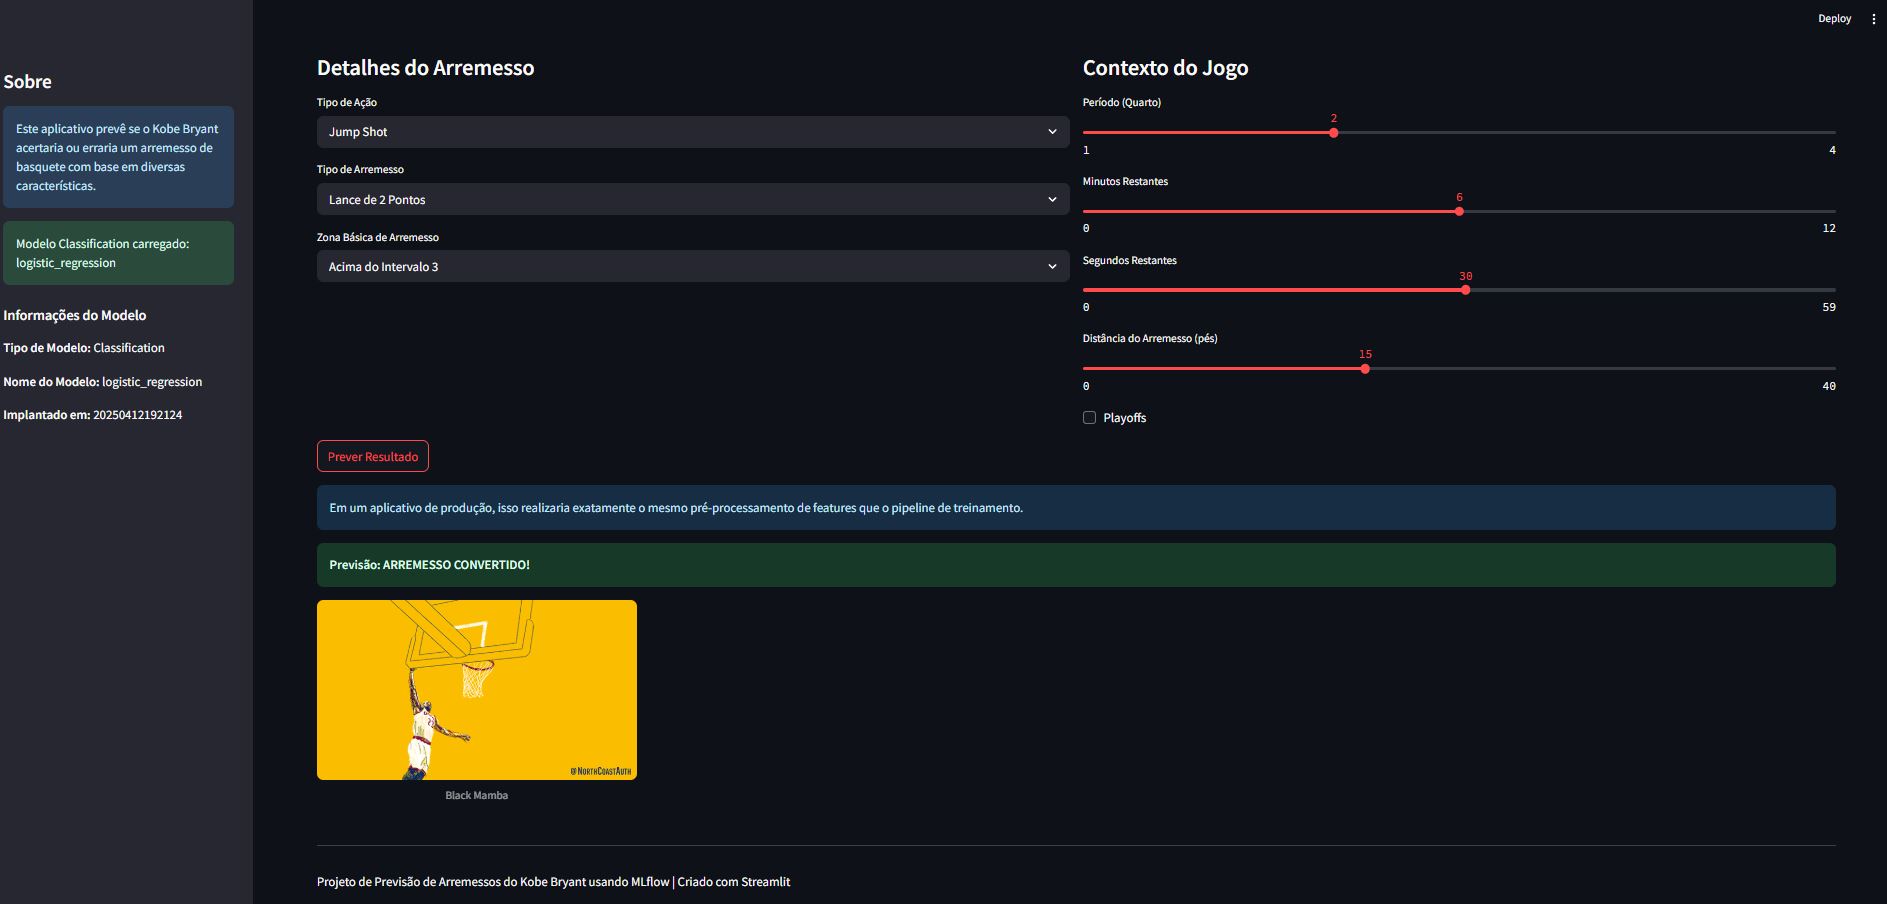 Deploy
Sobre
Este aplicativo prevê se o Kobe Bryant
acertaria ou erraria um arremesso de
basquete com base em diversas
características.
Modelo Classification carregado:
logistic_regression
Informações do Modelo
Tipo de Modelo: Classification
Nome do Modelo: logistic_regression
Implantado em: 20250412192124
Detalhes do Arremesso
Tipo de Ação
Jump Shot
Tipo de Arremesso
Lance de 2 Pontos
Zona Básica de Arremesso
Acima do Intervalo 3
Contexto do Jogo
Período (Quarto)
2
1 4
Minutos Restantes
6
0 12
Segundos Restantes
30
0 59
Distância do Arremesso (pés)
15
0 40
Playoffs
Prever Resultado
Em um aplicativo de produção, isso realizaria exatamente o mesmo pré-processamento de features que o pipeline de treinamento.
Previsão: ARREMESSO CONVERTIDO!
@NorthCoastAuth
Black Mamba
Projeto de Previsão de Arremessos do Kobe Bryant usando MLflow | Criado com Streamlit